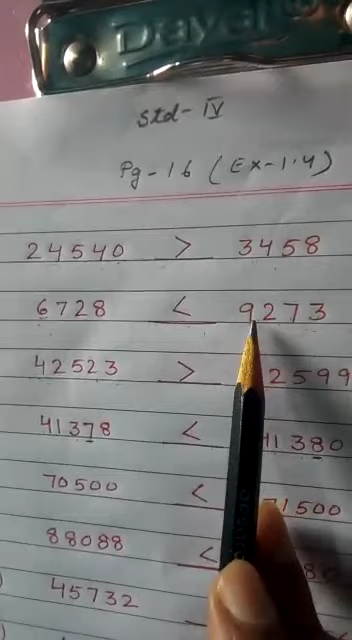 Dayal
Std - IV
Pg - 16 (Ex - 1.4)
24540 > 3458
6728 < 9273
42523 > 2599
41378 < 41380
70500 < 71500
88088 <
45732